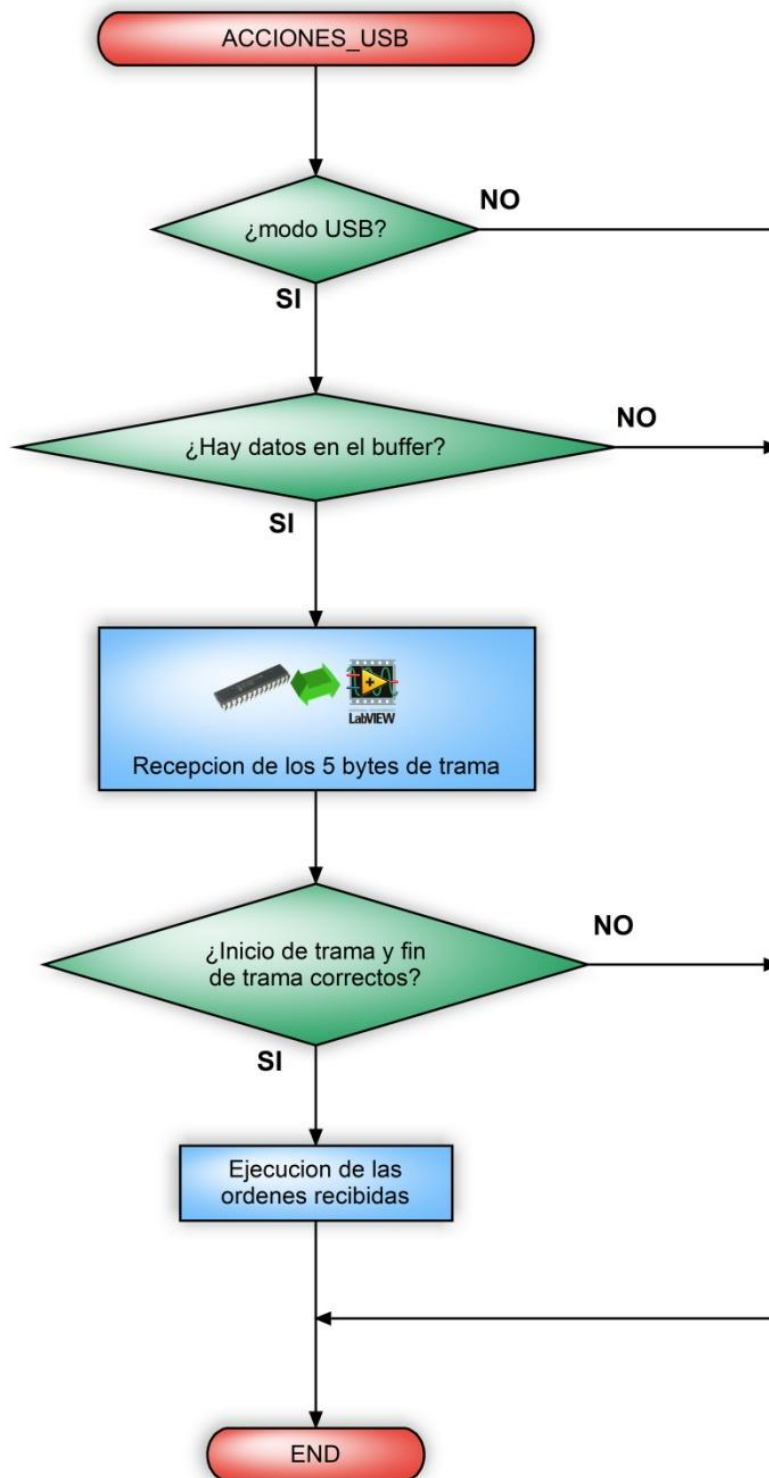 ACCIONES_USB
¿modo USB?
NO
SI
¿Hay datos en el buffer?
NO
SI
LabVIEW
Recepcion de los 5 bytes de trama
¿Inicio de trama y fin
de trama correctos?
NO
SI
Ejecucion de las
ordenes recibidas
END